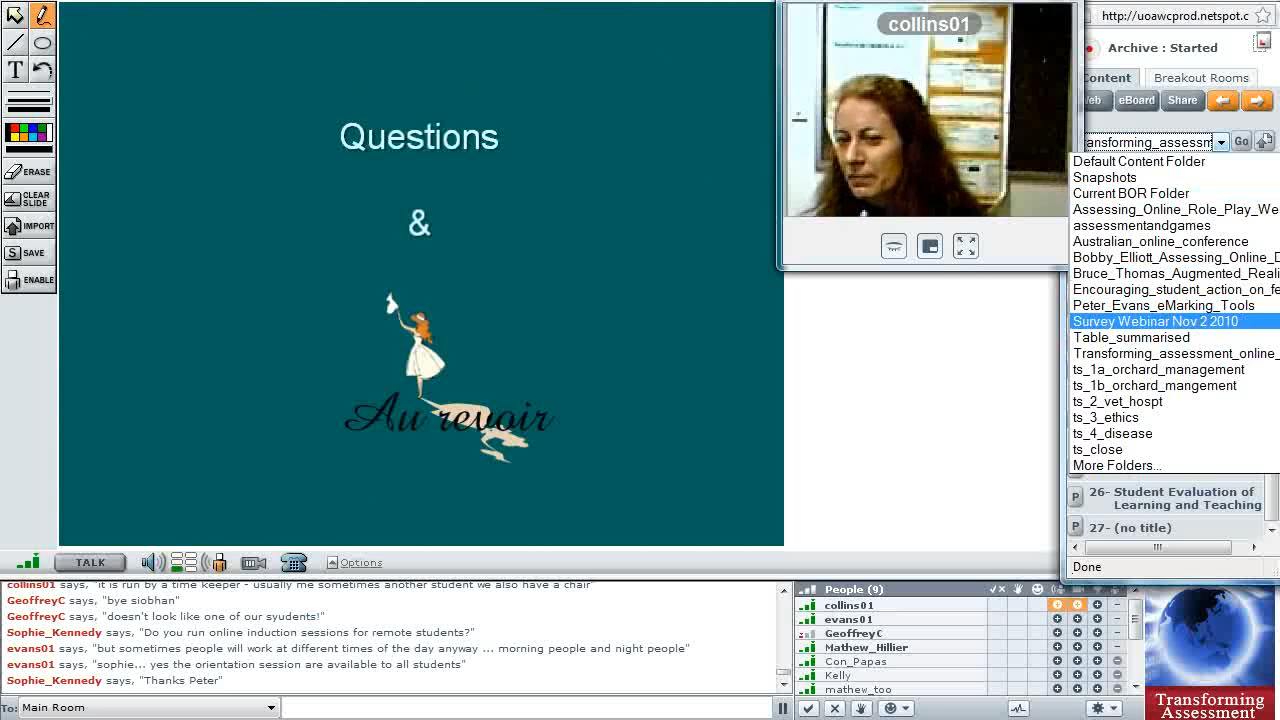 collins01
http://uoawcprod.netspot.c
Archive : Started
Content
Breakout Rooms
eBoard
Share
Questions
&
Au revoir
T
ERASE
CLEAR
SLIDE
IMPORT
SAVE
ENABLE
Go
Default Content Folder
Snapshots
Current BOR Folder
Assessing_Online_Role_Play_We
assessmentandgames
Australian_online_conference
Bobby_Elliott_Assessing_Online_D
Bruce_Thomas_Augmented_Reali
Encouraging_student_action_on_fe
Peter_Evans_eMarking_Tools
Survey Webinar Nov 2 2010
Table_summarised
Transforming_assessment_online_
ts_1a_orchard_management
ts_1b_orchard_mangement
ts_2_vet_hospt
ts_3_ethics
ts_4_disease
ts_close
More Folders...
P 26- Student Evaluation of
Learning and Teaching
P 27- (no title)
Done
TALK
Options
collins01 says, "it is run by a time keeper - usually me sometimes another student we also have a chair"
GeoffreyC says, "bye siobhan"
GeoffreyC says, "doesn't look like one of our syudents!"
Sophie_Kennedy says, "Do you run online induction sessions for remote students?"
evans01 says, "but sometimes people will work at different times of the day anyway ... morning people and night people"
evans01 says, "sophie... yes the orientation session are available to all students"
Sophie_Kennedy says, "Thanks Peter"
To: Main Room
People (9)
collins01
evans01
GeoffreyC
Mathew_Hillier
Con_Papas
Kelly
mathew_too
Transforming
Assessment